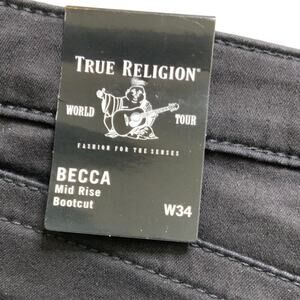 TRUE RELIGION®
WORLD TOUR
FASHION FOR THE SENSES
BECCA
Mid Rise
Bootcut
W34